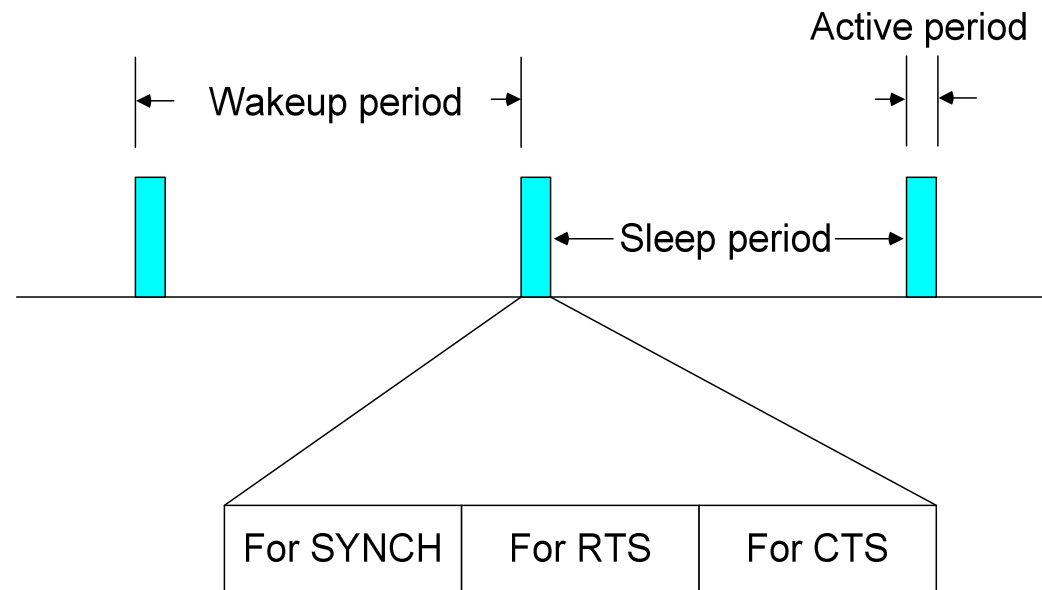 Active period
Wakeup period
Sleep period
For SYNCH
For RTS
For CTS